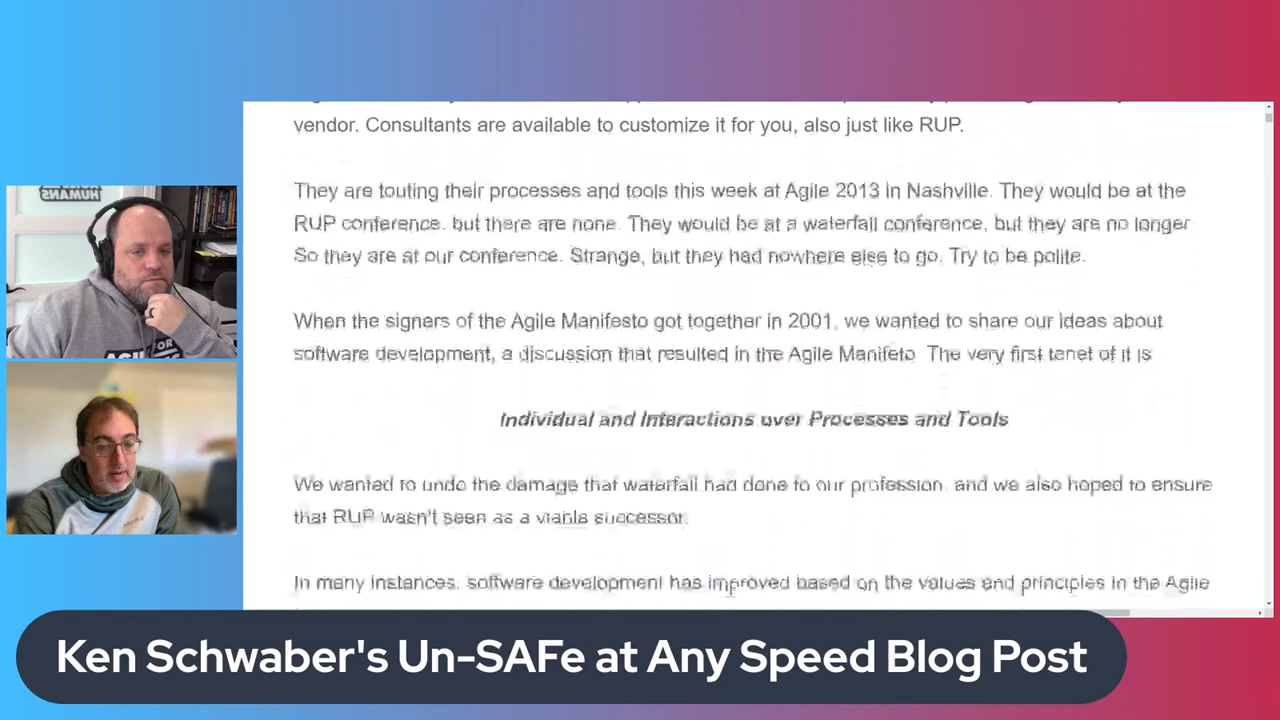 vendor. Consultants are available to customize it for you, also just like RUP.
They are touting their processes and tools this week at Agile 2013 in Nashville. They would be at the
RUP conference. but there are none. They would be at a waterfall conference, but they are no longer
So they are at our conference. Strange, but they had nowhere else to go. Try to be polite.
When the signers of the Agile Manifesto got together in 2001, we wanted to share our ideas about
software development, a discussion that resulted in the Agile Manifeto The very first tenet of it is
Individual and Interactions over Processes and Tools
We wanted to undo the damage that waterfall had done to our profession and we also hoped to ensure
that RUP wasn't seen as a viable successor.
In many instances. software development has improved based on the values and principles in the Agile
HUMANS
FOR
Ken Schwaber's Un-SAFe at Any Speed Blog Post